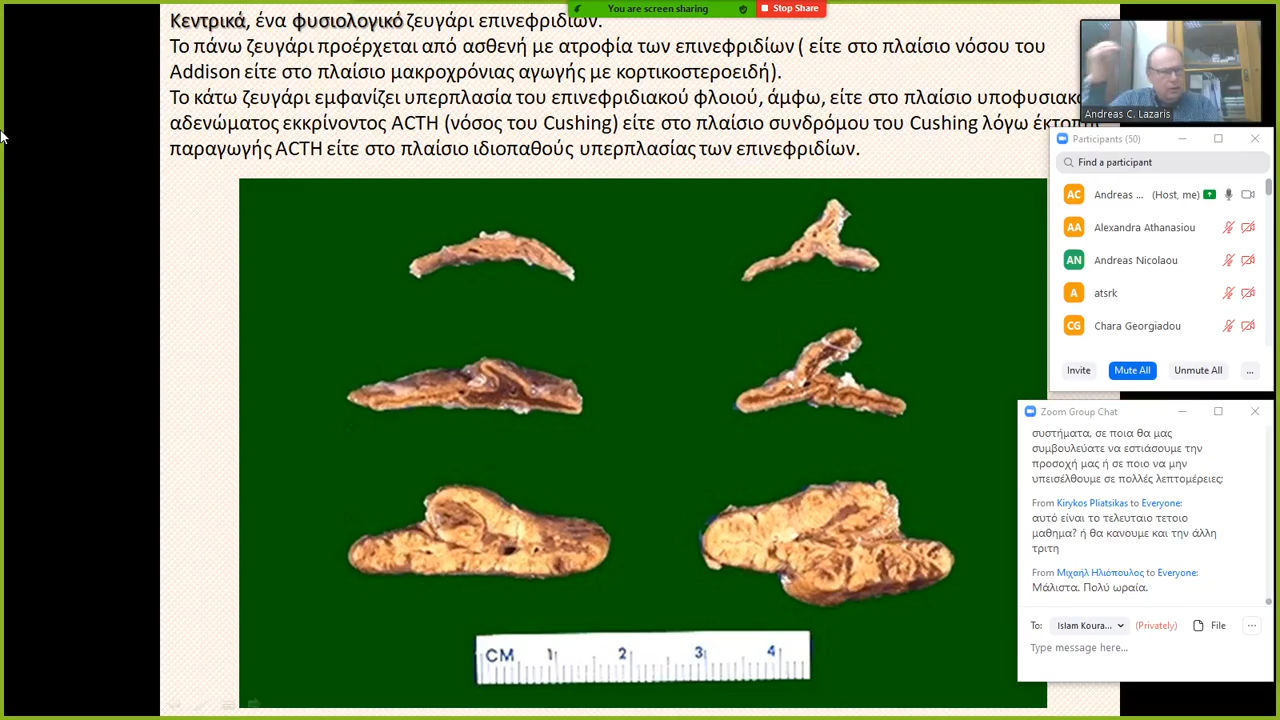 You are screen sharing
Stop Share
Κεντρικά, ένα φυσιολογικό ζευγάρι επινεφριδίων.
Το πάνω ζευγάρι προέρχεται από ασθενή με ατροφία των επινεφριδίων ( είτε στο πλαίσιο νόσου του
Addison είτε στο πλαίσιο μακροχρόνιας αγωγής με κορτικοστεροειδή).
Το κάτω ζευγάρι εμφανίζει υπερπλασία του επινεφριδιακού φλοιού, άμφω, είτε στο πλαίσιο
αδενώματος εκκρίνοντος ACTH (νόσος του Cushing) είτε στο πλαίσιο συνδρόμου του Cushing λόγω
παραγωγής ACTH είτε πλαίσιο ιδιοπαθούς υπερπλασίας των επινεφριδίων.
CM 1 2 3 4
Andreas C. Lazaris
Participants (50)
Find a participant
AC Andreas ... (Host, me)
AA Alexandra Athanasiou
AN Andreas Nicolaou
A atsrk
CG Chara Georgiadou
Invite Mute All Unmute All ...
Zoom Group Chat
συστήματα, σε ποια θα μας
συμβουλεύατε να εστιάσουμε την
προσοχή μας ή σε ποιο να μην
υπεισέλθουμε σε πολλές λεπτομέρειες;
From Kirykos Pliatsikas to Everyone:
αυτό είναι το τελευταιο τετοιο
μαθημα? ή θα κανουμε και την άλλη
τριτη
From Μιχαήλ Ηλιόπουλος to Everyone:
Μάλιστα. Πολύ ωραία.
To: Islam Koura... (Privately) File ...
Type message here...